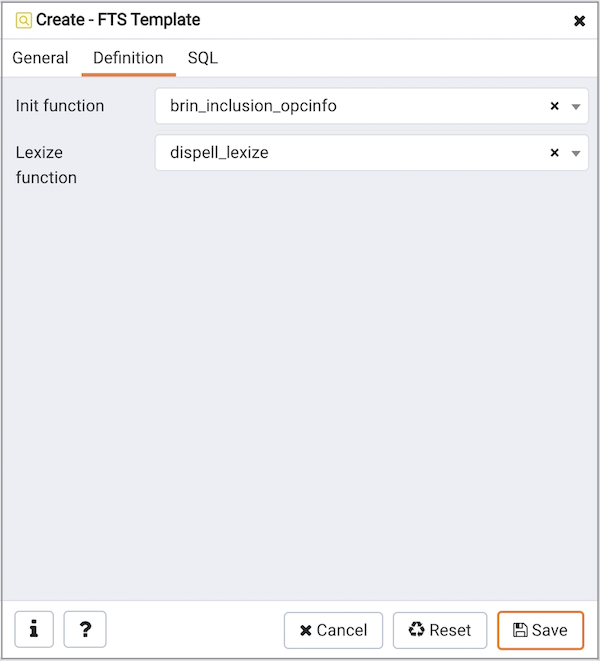 Create - FTS Template
General Definition SQL
Init function brin_inclusion_opcinfo
Lexize dispell_lexize
function
Cancel Reset Save